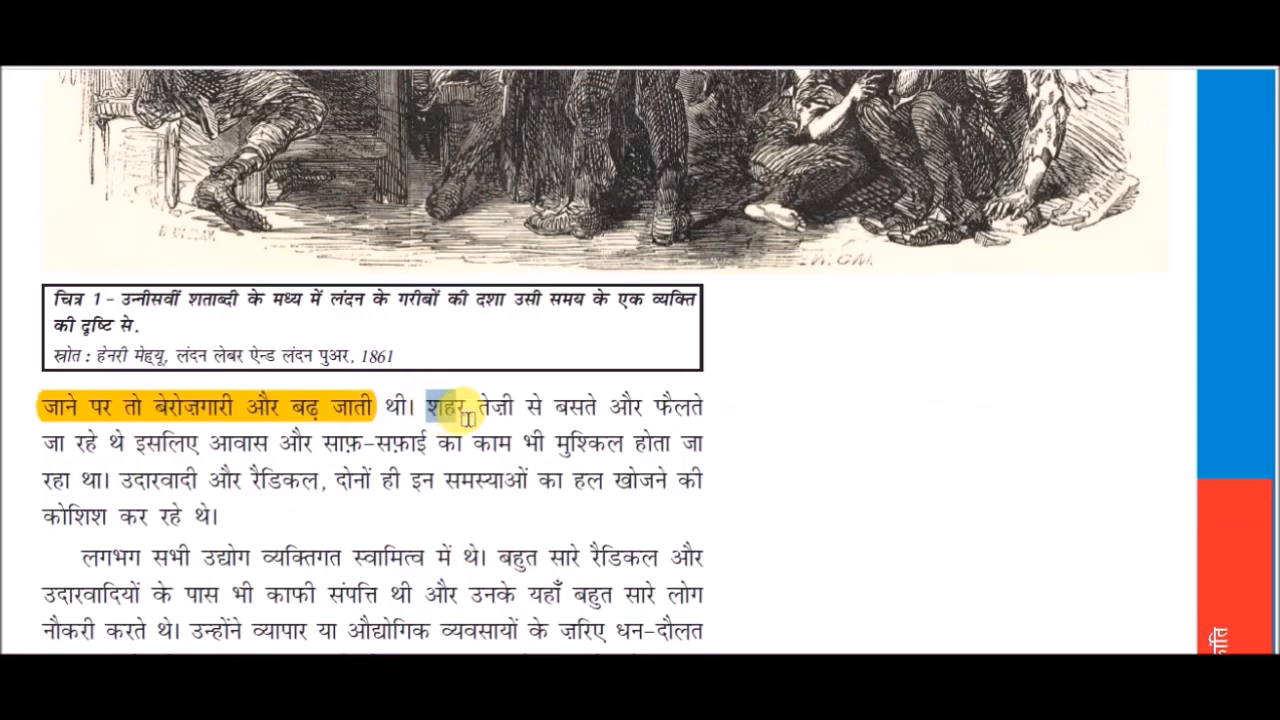 चित्र 1 - उन्नीसवीं शताब्दी के मध्य में लंदन के गरीबों की दशा उसी समय के एक व्यक्ति
की दृष्टि से.
स्रोत : हेनरी मेह्यू, लंदन लेबर ऐन्ड लंदन पुअर, 1861
जाने पर तो बेरोज़गारी और बढ़ जाती थी। शहर तेज़ी से बसते और फैलते
जा रहे थे इसलिए आवास और साफ़-सफ़ाई का काम भी मुश्किल होता जा
रहा था। उदारवादी और रैडिकल, दोनों ही इन समस्याओं का हल खोजने की
कोशिश कर रहे थे।
लगभग सभी उद्योग व्यक्तिगत स्वामित्व में थे। बहुत सारे रैडिकल और
उदारवादियों के पास भी काफी संपत्ति थी और उनके यहाँ बहुत सारे लोग
नौकरी करते थे। उन्होंने व्यापार या औद्योगिक व्यवसायों के ज़रिए धन-दौलत